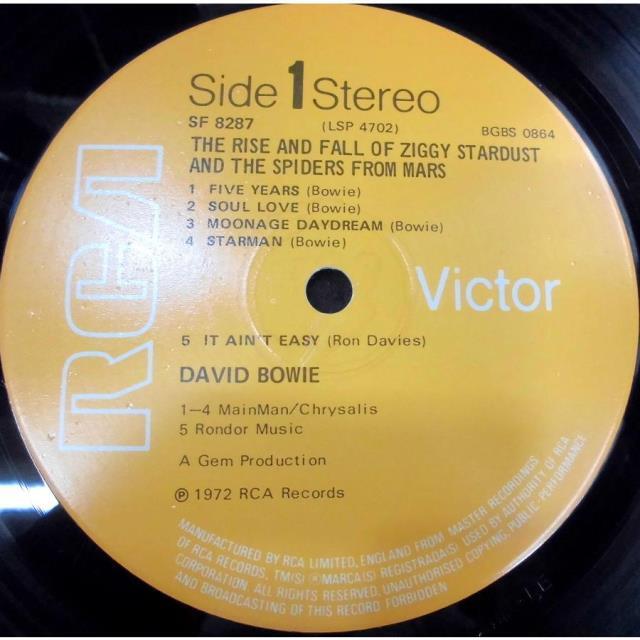 Side 1 Stereo
SF 8287 (LSP 4702) BGBS 0864
THE RISE AND FALL OF ZIGGY STARDUST
AND THE SPIDERS FROM MARS
1 FIVE YEARS (Bowie)
2 SOUL LOVE (Bowie)
3 MOONAGE DAYDREAM (Bowie)
4 STARMAN (Bowie)
RCA
Victor
5 IT AIN'T EASY (Ron Davies)
DAVID BOWIE
1–4 MainMan/Chrysalis
5 Rondor Music
A Gem Production
℗ 1972 RCA Records
MANUFACTURED BY RCA LIMITED, ENGLAND FROM MASTER RECORDINGS
OF RCA RECORDS, TM(S) ® MARCA(S) REGISTRADA(S) USED BY AUTHORITY OF RCA
CORPORATION. ALL RIGHTS RESERVED. UNAUTHORISED COPYING, PUBLIC PERFORMANCE
AND BROADCASTING OF THIS RECORD FORBIDDEN